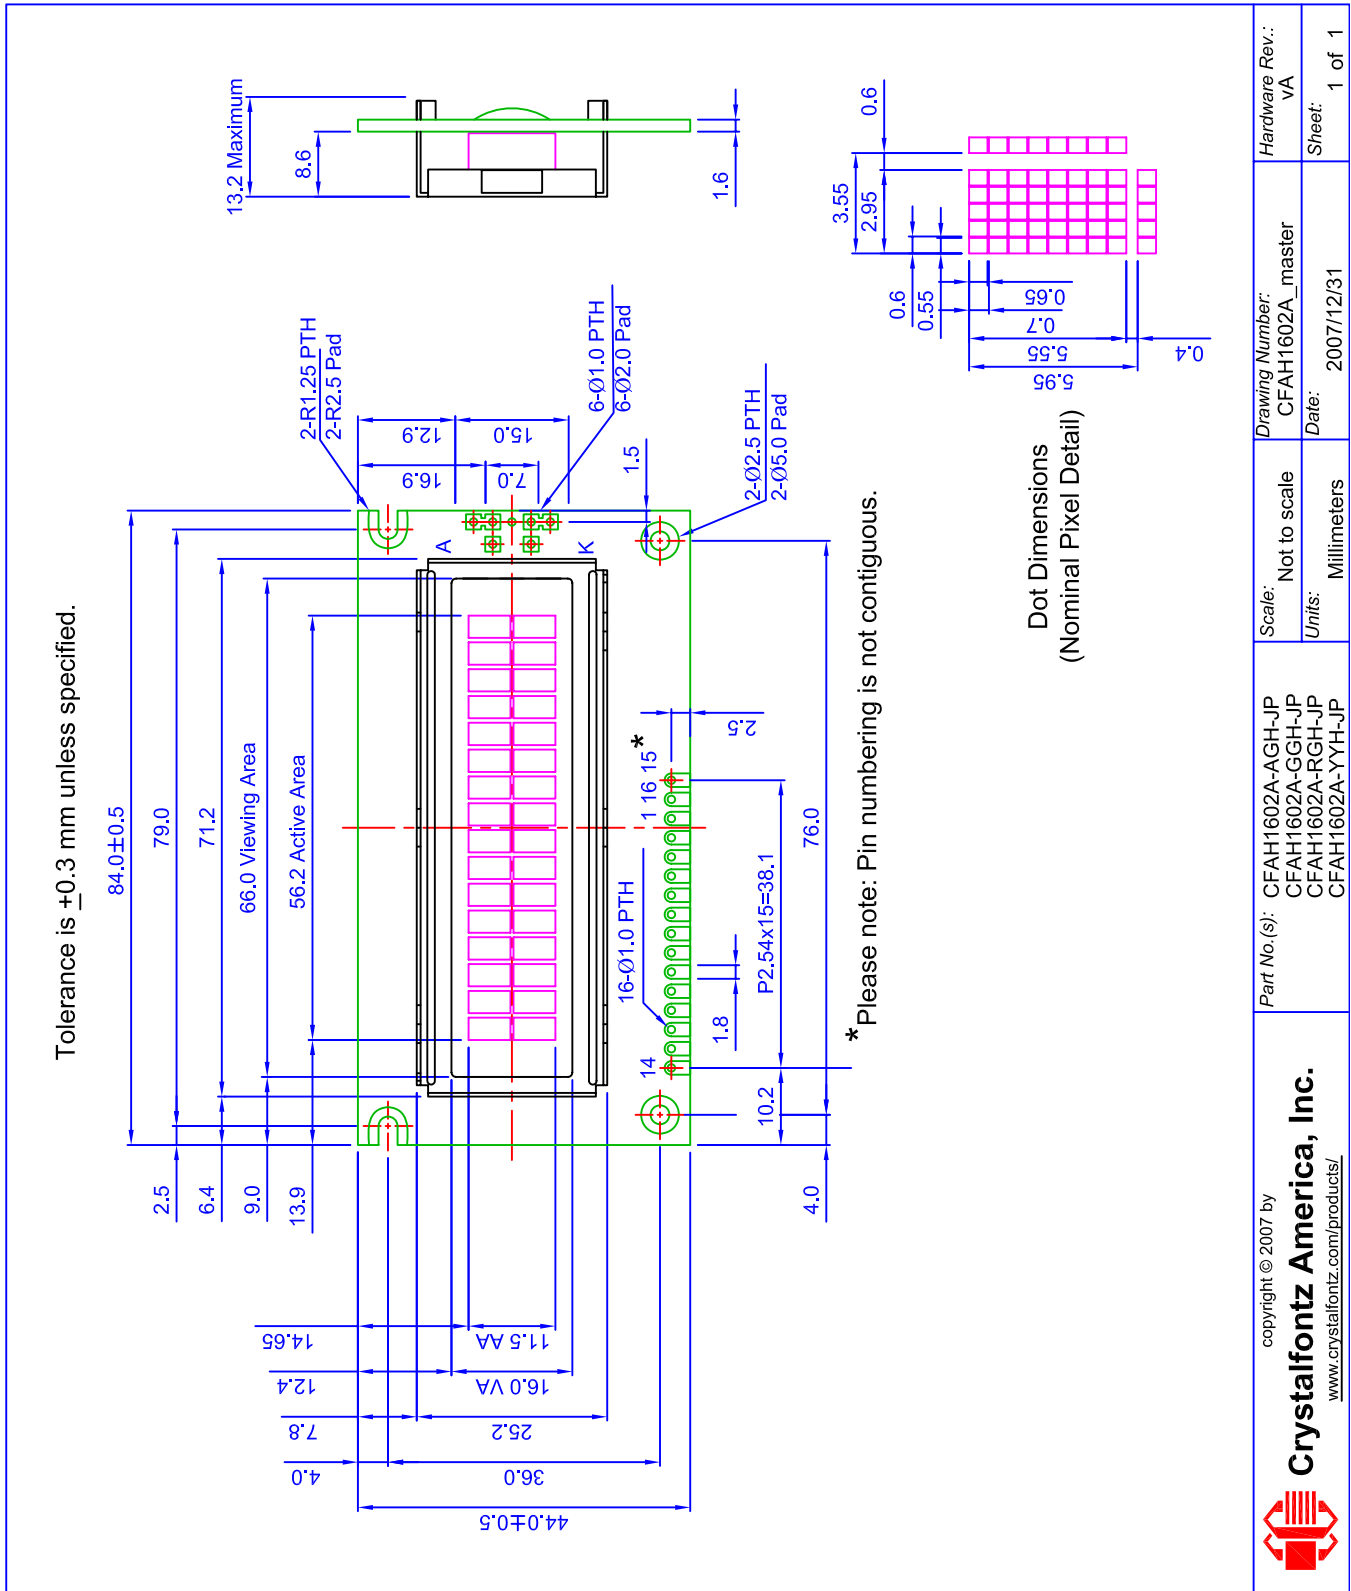 Tolerance is ±0.3 mm unless specified.
84.0±0.5
79.0
71.2
66.0 Viewing Area
56.2 Active Area
2.5
6.4
9.0
13.9
14.65
11.5 AA
12.4
16.0 VA
7.8
25.2
4.0
36.0
44.0±0.5
2-R1.25 PTH
2-R2.5 Pad
12.9
15.0
16.9
7.0
6-Ø1.0 PTH
6-Ø2.0 Pad
1.5
2-Ø2.5 PTH
2-Ø5.0 Pad
A
K
14
1 16 15
*
16-Ø1.0 PTH
2.5
P2.54x15=38.1
1.8
10.2
76.0
4.0
*Please note: Pin numbering is not contiguous.
13.2 Maximum
8.6
1.6
0.6
3.55
2.95
0.6
0.55
0.65
0.7
5.55
5.95
0.4
Dot Dimensions
(Nominal Pixel Detail)
copyright © 2007 by
Crystalfontz America, Inc.
www.crystalfontz.com/products/
Part No.(s): CFAH1602A-AGH-JP
CFAH1602A-GGH-JP
CFAH1602A-RGH-JP
CFAH1602A-YYH-JP
Scale:
Not to scale
Units:
Millimeters
Drawing Number:
CFAH1602A_master
Date:
2007/12/31
Hardware Rev.:
vA
Sheet:
1 of 1